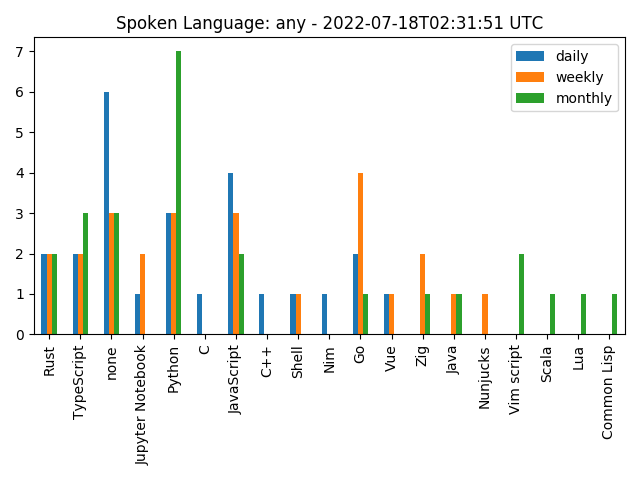 Spoken Language: any - 2022-07-18T02:31:51 UTC
daily
weekly
monthly
7
6
5
4
3
2
1
0
Rust
TypeScript
none
Jupyter Notebook
Python
C
JavaScript
C++
Shell
Nim
Go
Vue
Zig
Java
Nunjucks
Vim script
Scala
Lua
Common Lisp